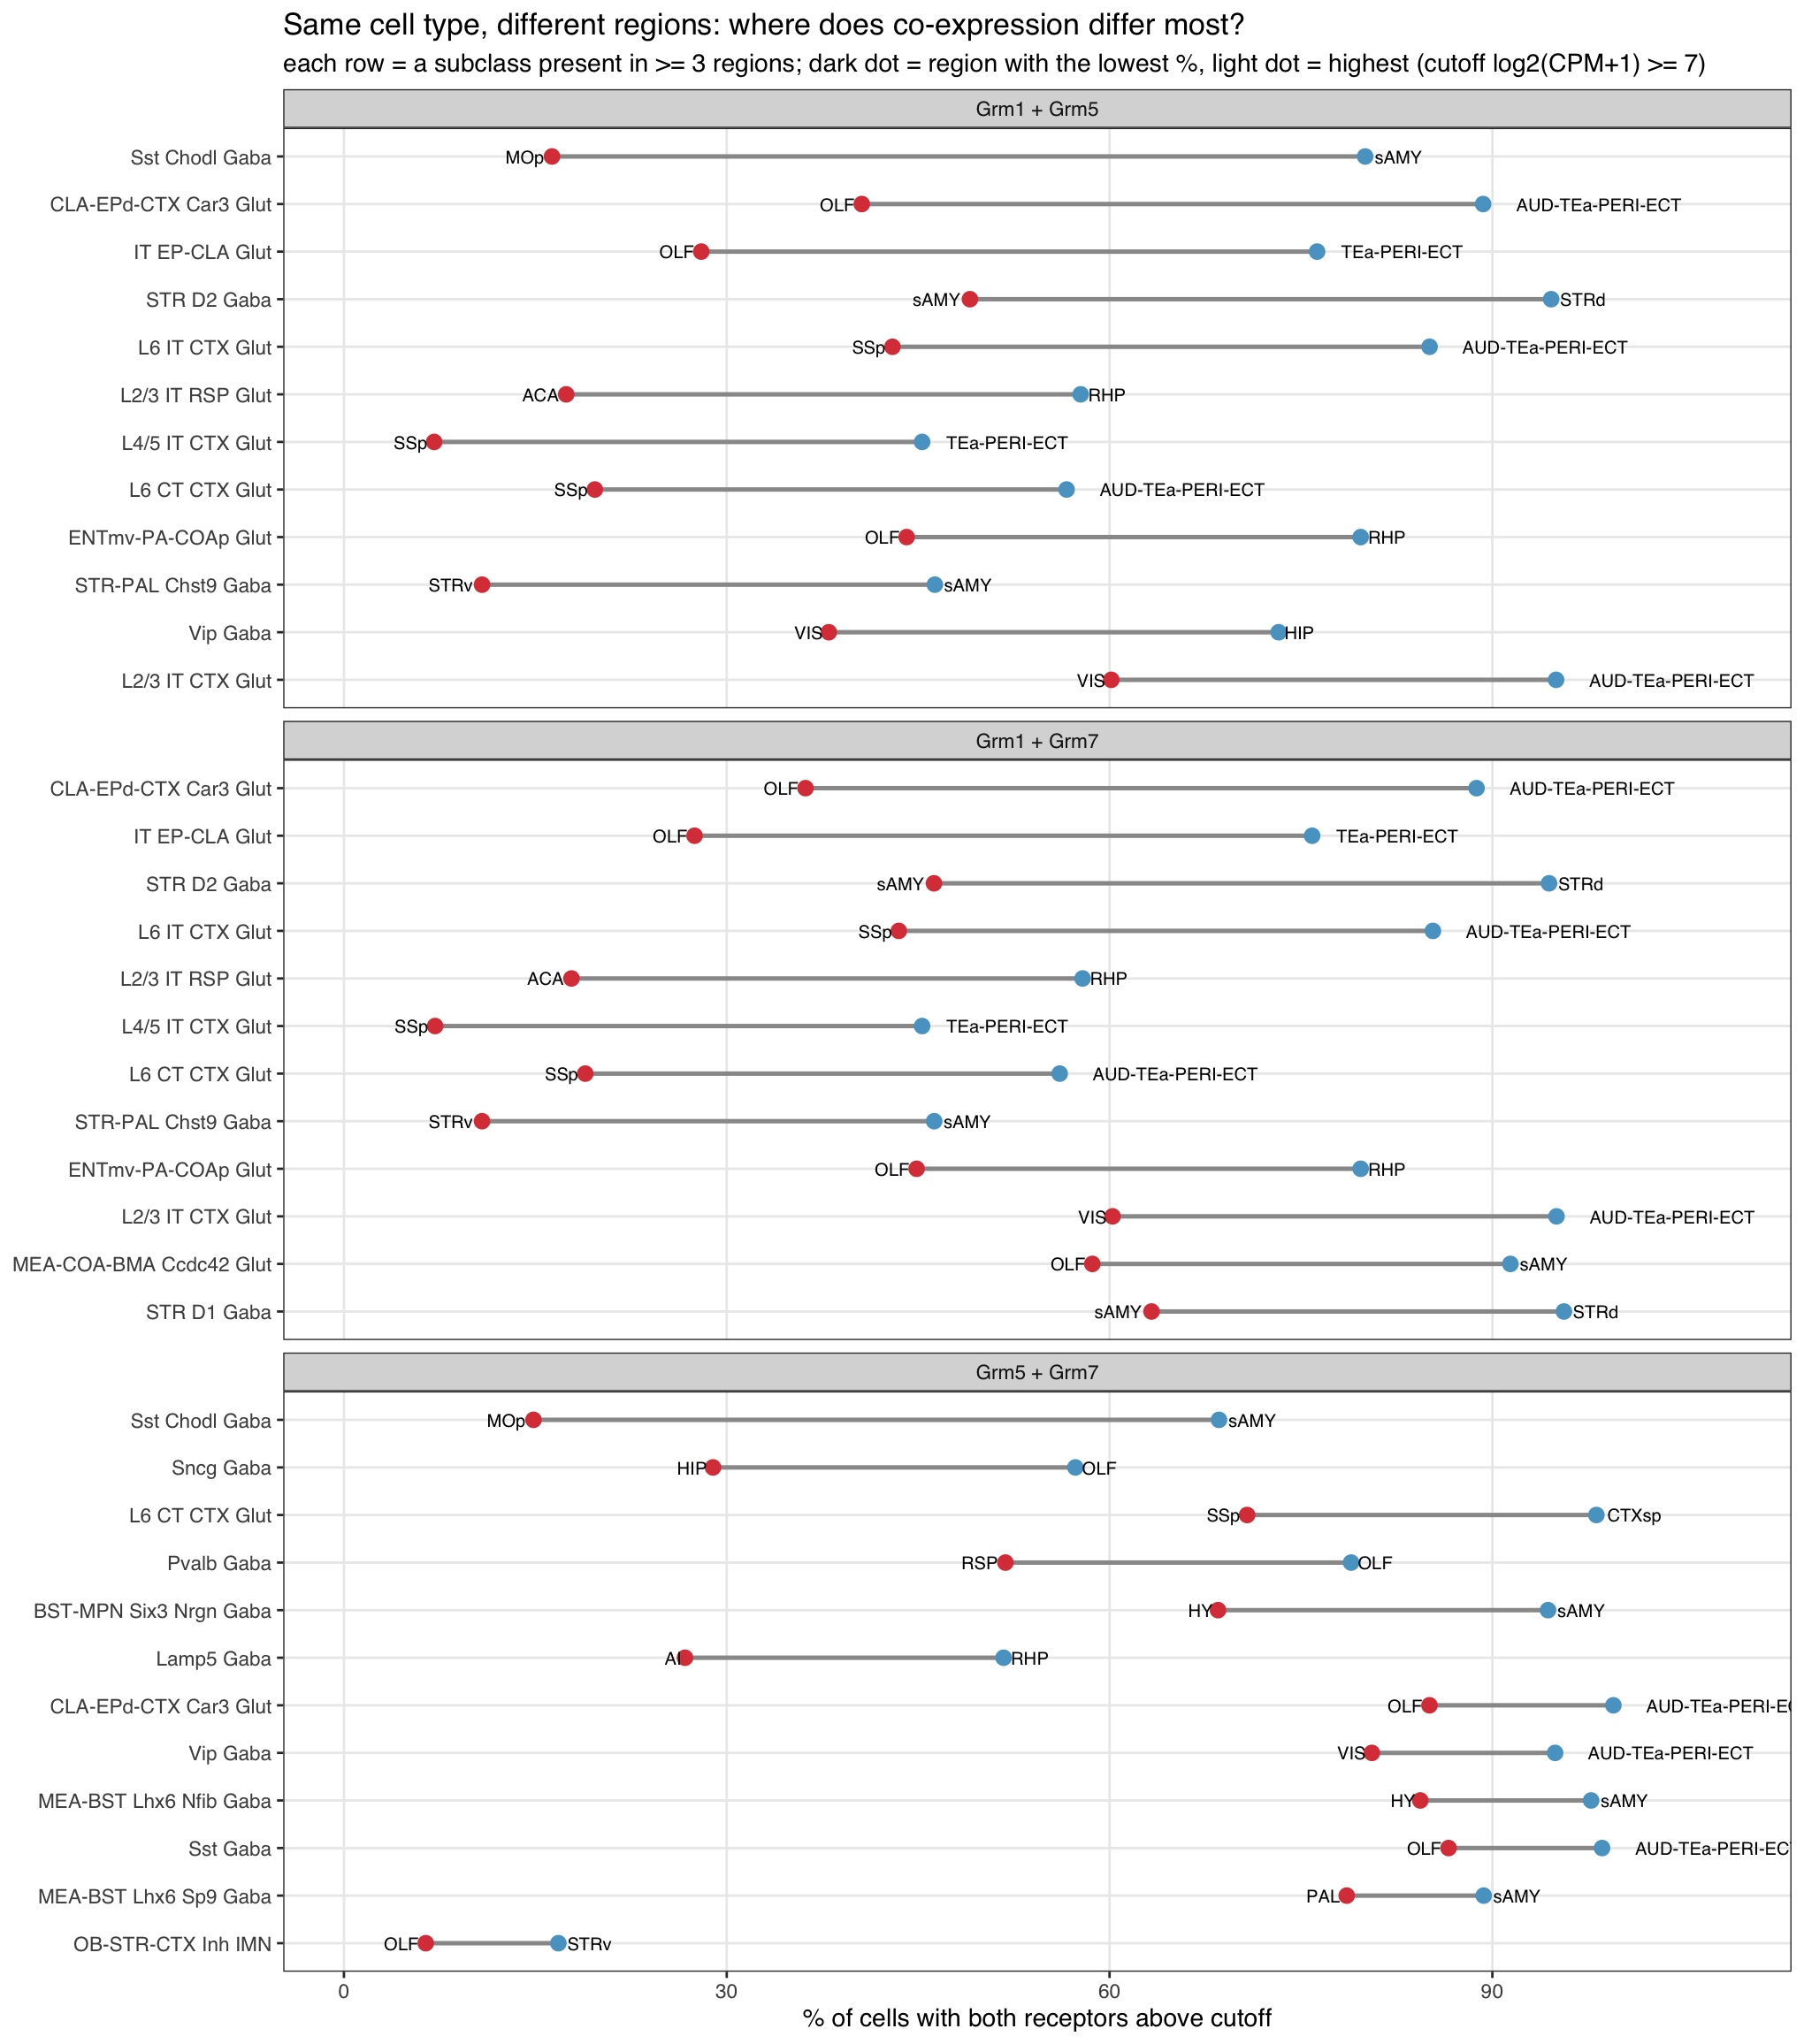 Same cell type, different regions: where does co-expression differ most?
each row = a subclass present in >= 3 regions; dark dot = region with the lowest %, light dot = highest (cutoff log2(CPM+1) >= 7)
Grm1 + Grm5
Sst Chodl Gaba MOp sAMY
CLA-EPd-CTX Car3 Glut OLF AUD-TEa-PERI-ECT
IT EP-CLA Glut OLF TEa-PERI-ECT
STR D2 Gaba sAMY STRd
L6 IT CTX Glut SSp AUD-TEa-PERI-ECT
L2/3 IT RSP Glut ACA RHP
L4/5 IT CTX Glut SSp TEa-PERI-ECT
L6 CT CTX Glut SSp AUD-TEa-PERI-ECT
ENTmv-PA-COAp Glut OLF RHP
STR-PAL Chst9 Gaba STRv sAMY
Vip Gaba VIS HIP
L2/3 IT CTX Glut VIS AUD-TEa-PERI-ECT
Grm1 + Grm7
CLA-EPd-CTX Car3 Glut OLF AUD-TEa-PERI-ECT
IT EP-CLA Glut OLF TEa-PERI-ECT
STR D2 Gaba sAMY STRd
L6 IT CTX Glut SSp AUD-TEa-PERI-ECT
L2/3 IT RSP Glut ACA RHP
L4/5 IT CTX Glut SSp TEa-PERI-ECT
L6 CT CTX Glut SSp AUD-TEa-PERI-ECT
STR-PAL Chst9 Gaba STRv sAMY
ENTmv-PA-COAp Glut OLF RHP
L2/3 IT CTX Glut VIS AUD-TEa-PERI-ECT
MEA-COA-BMA Ccdc42 Glut OLF sAMY
STR D1 Gaba sAMY STRd
Grm5 + Grm7
Sst Chodl Gaba MOp sAMY
Sncg Gaba HIP OLF
L6 CT CTX Glut SSp CTXsp
Pvalb Gaba RSP OLF
BST-MPN Six3 Nrgn Gaba HY sAMY
Lamp5 Gaba AI RHP
CLA-EPd-CTX Car3 Glut OLF AUD-TEa-PERI-E
Vip Gaba VIS AUD-TEa-PERI-ECT
MEA-BST Lhx6 Nfib Gaba HY sAMY
Sst Gaba OLF AUD-TEa-PERI-EC
MEA-BST Lhx6 Sp9 Gaba PAL sAMY
OB-STR-CTX Inh IMN OLF STRv
0 30 60 90
% of cells with both receptors above cutoff